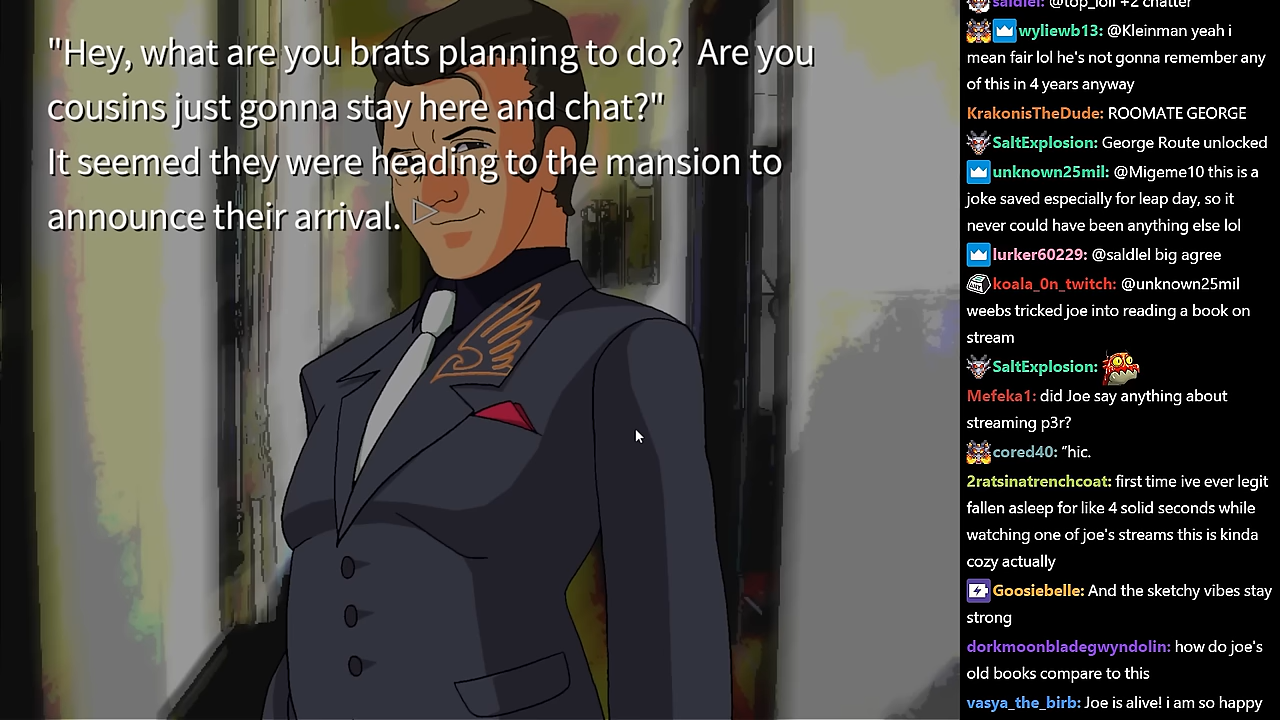 "Hey, what are you brats planning to do?  Are you
cousins just gonna stay here and chat?"
It seemed they were heading to the mansion to
announce their arrival.
saldlel: @top_loll +2 chatter
wyliewb13: @Kleinman yeah i
mean fair lol he's not gonna remember any
of this in 4 years anyway
KrakonisTheDude: ROOMATE GEORGE
SaltExplosion: George Route unlocked
unknown25mil: @Migeme10 this is a
joke saved especially for leap day, so it
never could have been anything else lol
lurker60229: @saldlel big agree
koala_0n_twitch: @unknown25mil
weebs tricked joe into reading a book on
stream
SaltExplosion:
Mefeka1: did Joe say anything about
streaming p3r?
cored40: "hic.
2ratsinatrenchcoat: first time ive ever legit
fallen asleep for like 4 solid seconds while
watching one of joe's streams this is kinda
cozy actually
Goosiebelle: And the sketchy vibes stay
strong
dorkmoonbladegwyndolin: how do joe's
old books compare to this
vasya_the_birb: Joe is alive! i am so happy